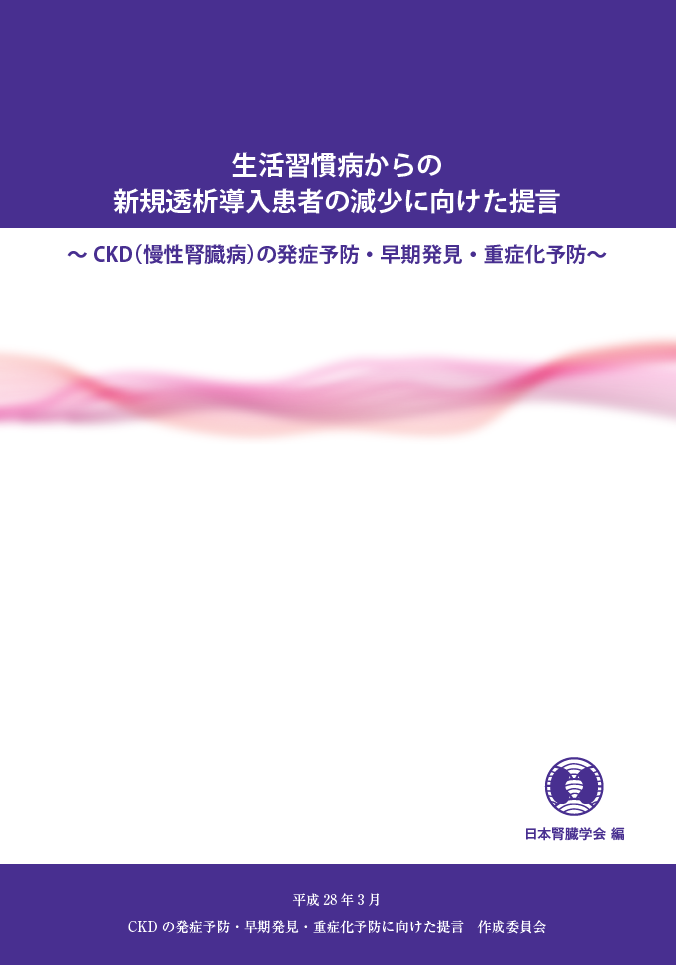 生活習慣病からの
新規透析導入患者の減少に向けた提言
～ CKD（慢性腎臓病）の発症予防・早期発見・重症化予防～
日本腎臓学会 編
平成 28 年 3 月
CKD の発症予防・早期発見・重症化予防に向けた提言　作成委員会